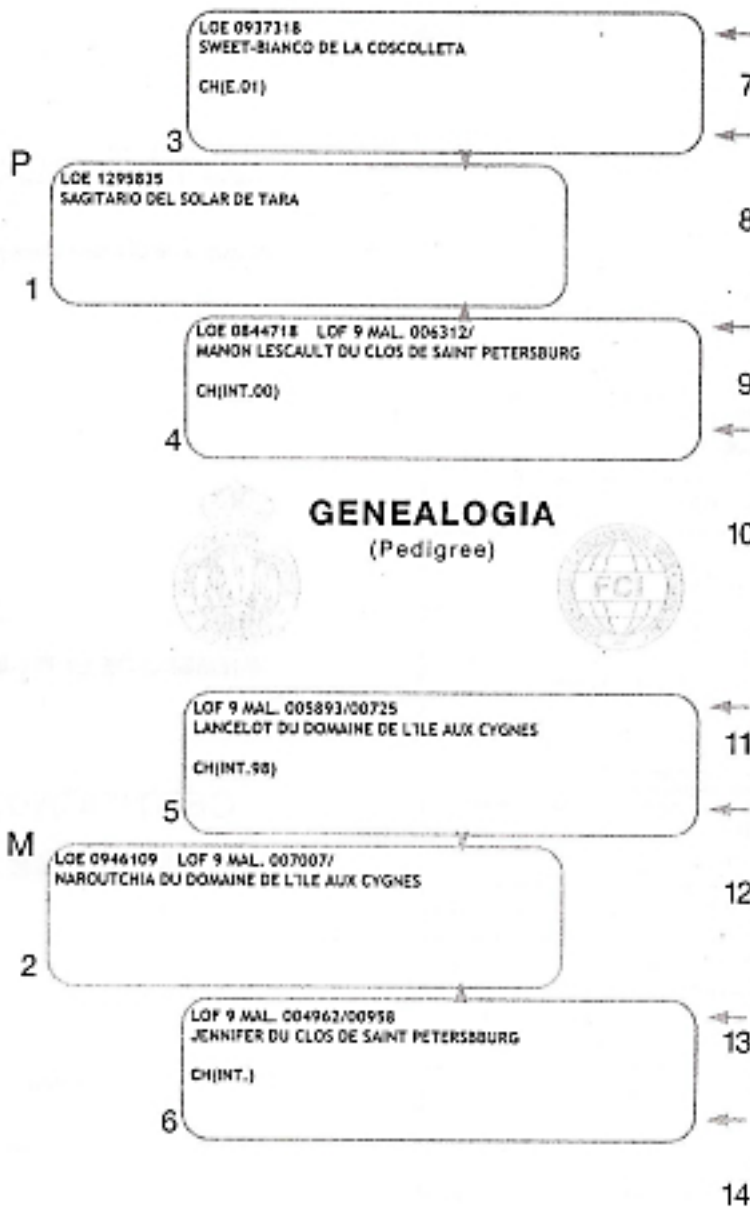 LOE 0937318
SWEET-BIANCO DE LA COSCOLLETA
CH(E.01)
7
3
P
LOE 1295835
SAGITARIO DEL SOLAR DE TARA
8
1
LOE 0844718 LOF 9 MAL. 006312/
MANON LESCAULT DU CLOS DE SAINT PETERSBURG
CH(INT.00)
9
4
GENEALOGIA
(Pedigree)
10
FCI
LOF 9 MAL. 005893/00725
LANCELOT DU DOMAINE DE L'ILE AUX CYGNES
CH(INT.98)
11
5
M
LOE 0946109 LOF 9 MAL. 007007/
NAROUTCHIA DU DOMAINE DE L'ILE AUX CYGNES
12
2
LOF 9 MAL. 004962/00958
JENNIFER DU CLOS DE SAINT PETERSBBURG
CH(INT.)
13
6
14